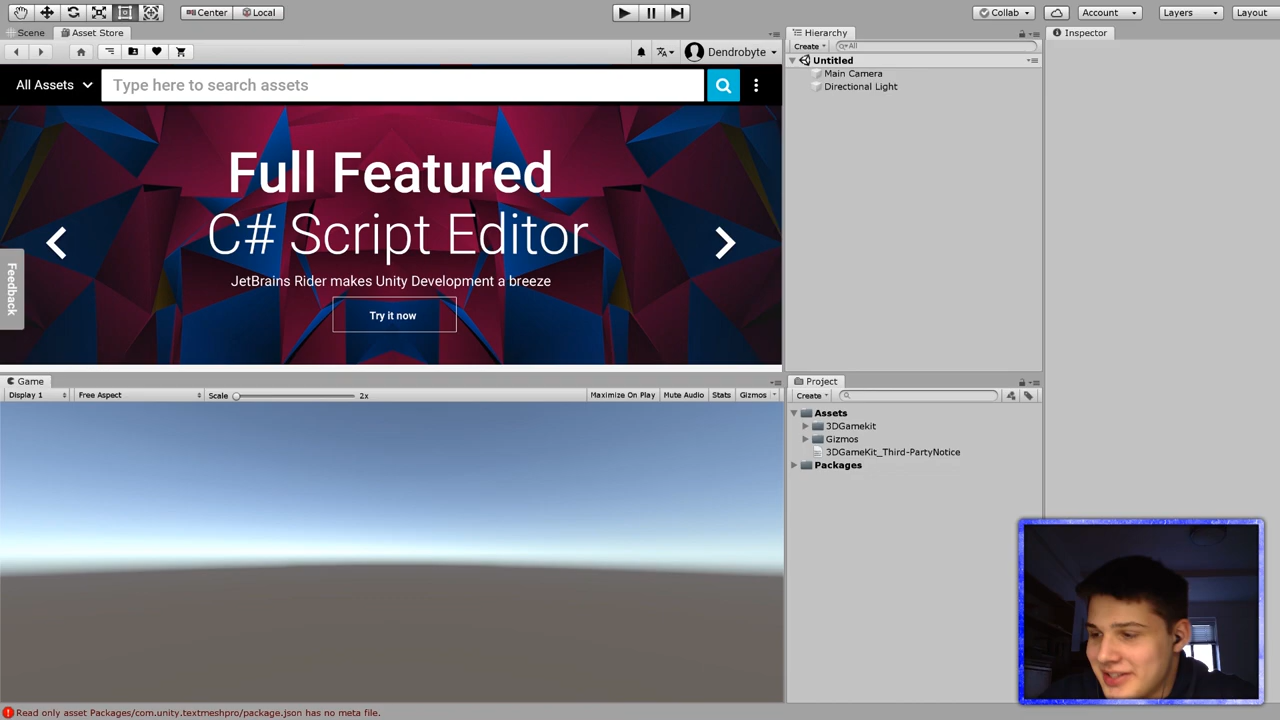 Center Local
Collab Account Layers Layout
Scene Asset Store
Dendrobyte
All Assets Type here to search assets
Full Featured
C# Script Editor
JetBrains Rider makes Unity Development a breeze
Try it now
Feedback
Game
Display 1 Free Aspect Scale 2x Maximize On Play Mute Audio Stats Gizmos
Hierarchy
Create All
Untitled
Main Camera
Directional Light
Project
Create
Assets
3DGamekit
Gizmos
3DGameKit_Third-PartyNotice
Packages
Inspector
Read only asset Packages/com.unity.textmeshpro/package.json has no meta file.